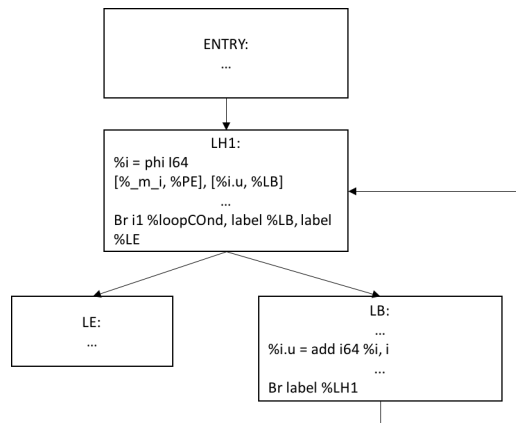 ENTRY:
...
LH1:
%i = phi I64
[%_m_i, %PE], [%i.u, %LB]
...
Br i1 %loopCOnd, label %LB, label
%LE
LE:
...
LB:
...
%i.u = add i64 %i, i
...
Br label %LH1